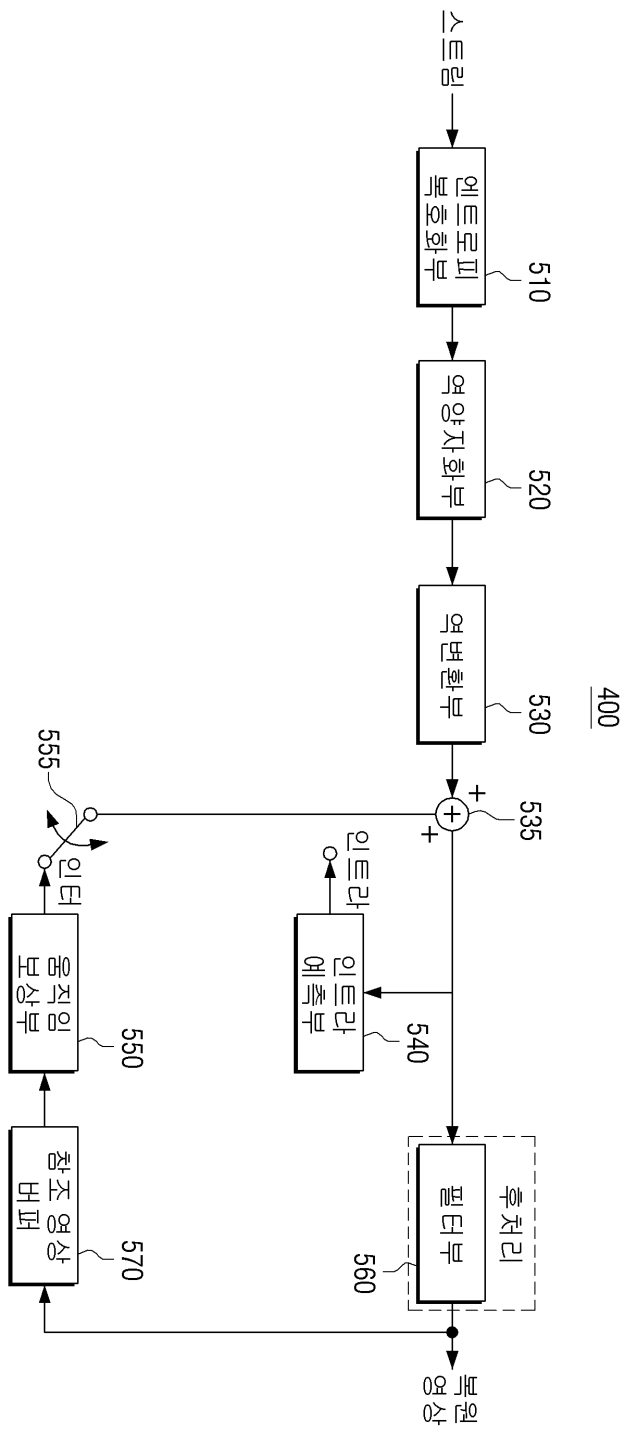 400
스트림
엔트로피
복호화부
510
역양자화부
520
역변환부
530
+
+
+
535
인트라
인트라
예측부
540
인터
555
움직임
보상부
550
참조 영상
버퍼
570
후처리
필터부
560
복원
영상